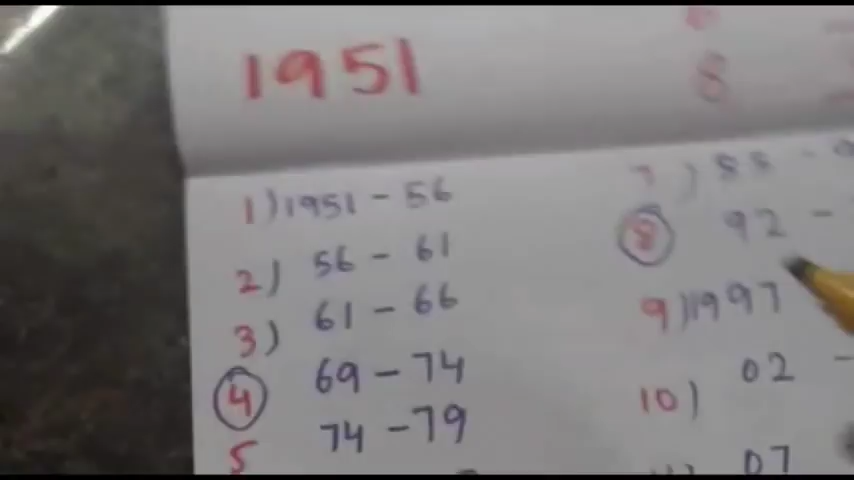 1951
8
1) 1951 - 56
2) 56 - 61
3) 61 - 66
4 69 - 74
5 74 - 79
8 92 -
9) 1997
10) 02 -
07